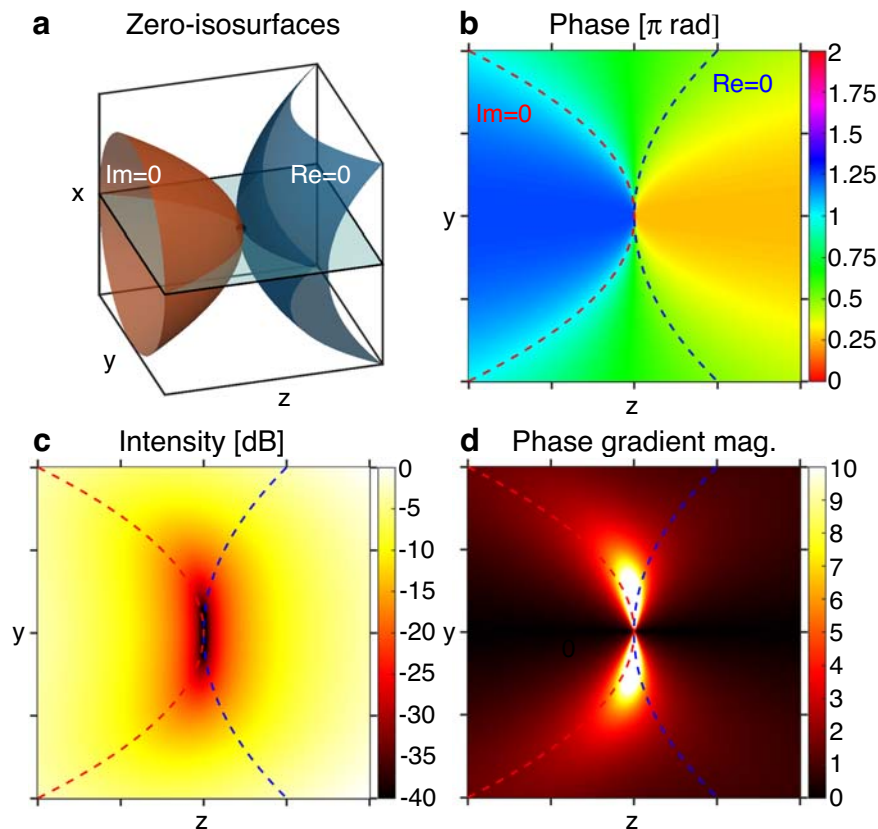 a Zero-isosurfaces
Im=0
Re=0
x
y
z
b Phase [π rad]
Im=0
Re=0
y
z
2
1.75
1.5
1.25
1
0.75
0.5
0.25
0
c Intensity [dB]
y
z
0
-5
-10
-15
-20
-25
-30
-35
-40
d Phase gradient mag.
0
y
z
10
9
8
7
6
5
4
3
2
1
0